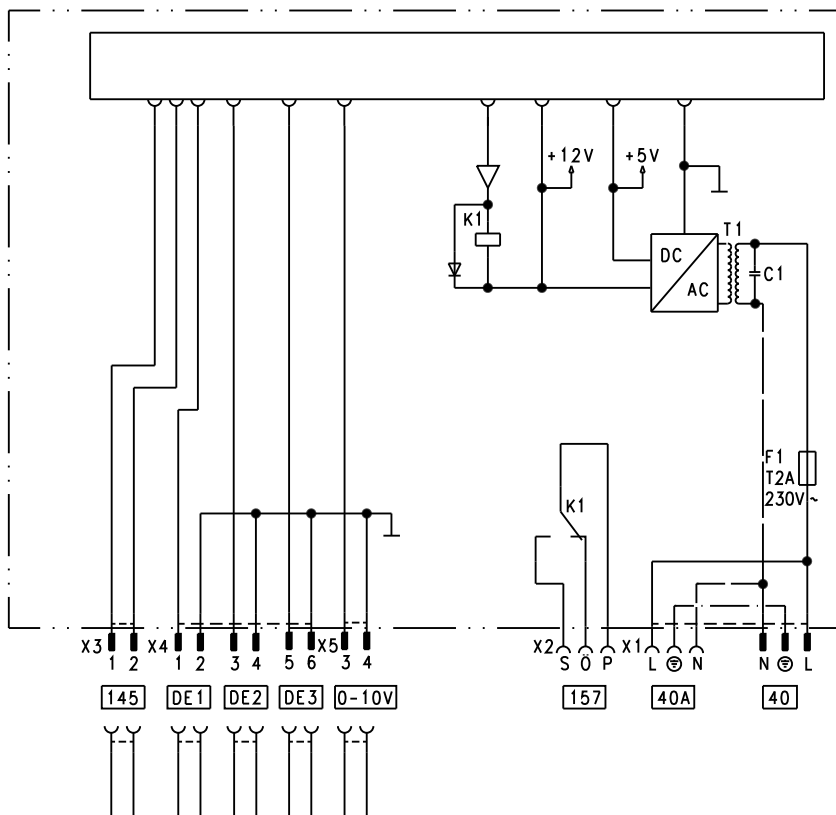 +12V +5V
K1
T1
DC
AC
C1
F1
T2A
230V ~
K1
X3 X4 X5 X2 X1
1 2 1 2 3 4 5 6 3 4 S Ö P L N N L
145 DE1 DE2 DE3 0-10V 157 40A 40